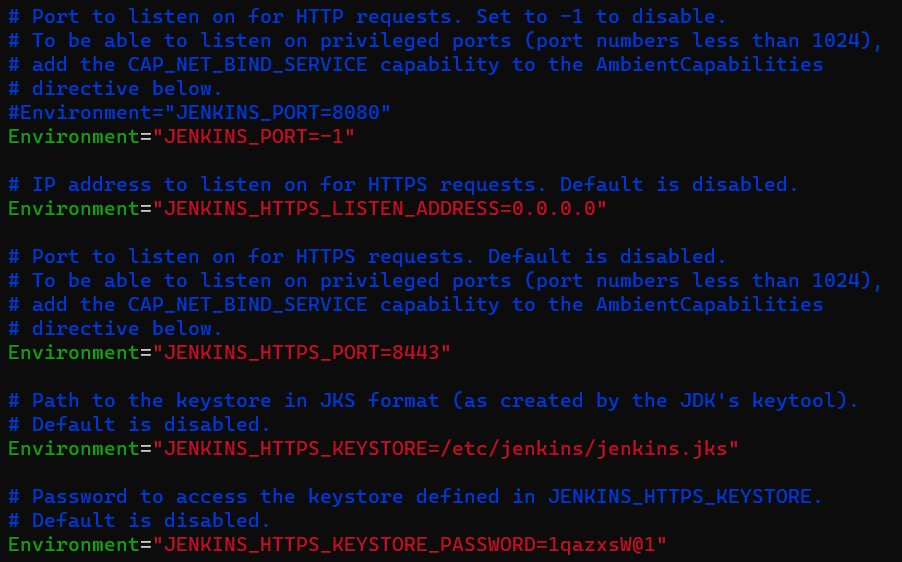 # Port to listen on for HTTP requests. Set to -1 to disable.
# To be able to listen on privileged ports (port numbers less than 1024),
# add the CAP_NET_BIND_SERVICE capability to the AmbientCapabilities
# directive below.
#Environment="JENKINS_PORT=8080"
Environment="JENKINS_PORT=-1"
# IP address to listen on for HTTPS requests. Default is disabled.
Environment="JENKINS_HTTPS_LISTEN_ADDRESS=0.0.0.0"
# Port to listen on for HTTPS requests. Default is disabled.
# To be able to listen on privileged ports (port numbers less than 1024),
# add the CAP_NET_BIND_SERVICE capability to the AmbientCapabilities
# directive below.
Environment="JENKINS_HTTPS_PORT=8443"
# Path to the keystore in JKS format (as created by the JDK's keytool).
# Default is disabled.
Environment="JENKINS_HTTPS_KEYSTORE=/etc/jenkins/jenkins.jks"
# Password to access the keystore defined in JENKINS_HTTPS_KEYSTORE.
# Default is disabled.
Environment="JENKINS_HTTPS_KEYSTORE_PASSWORD=1qazxsW@1"